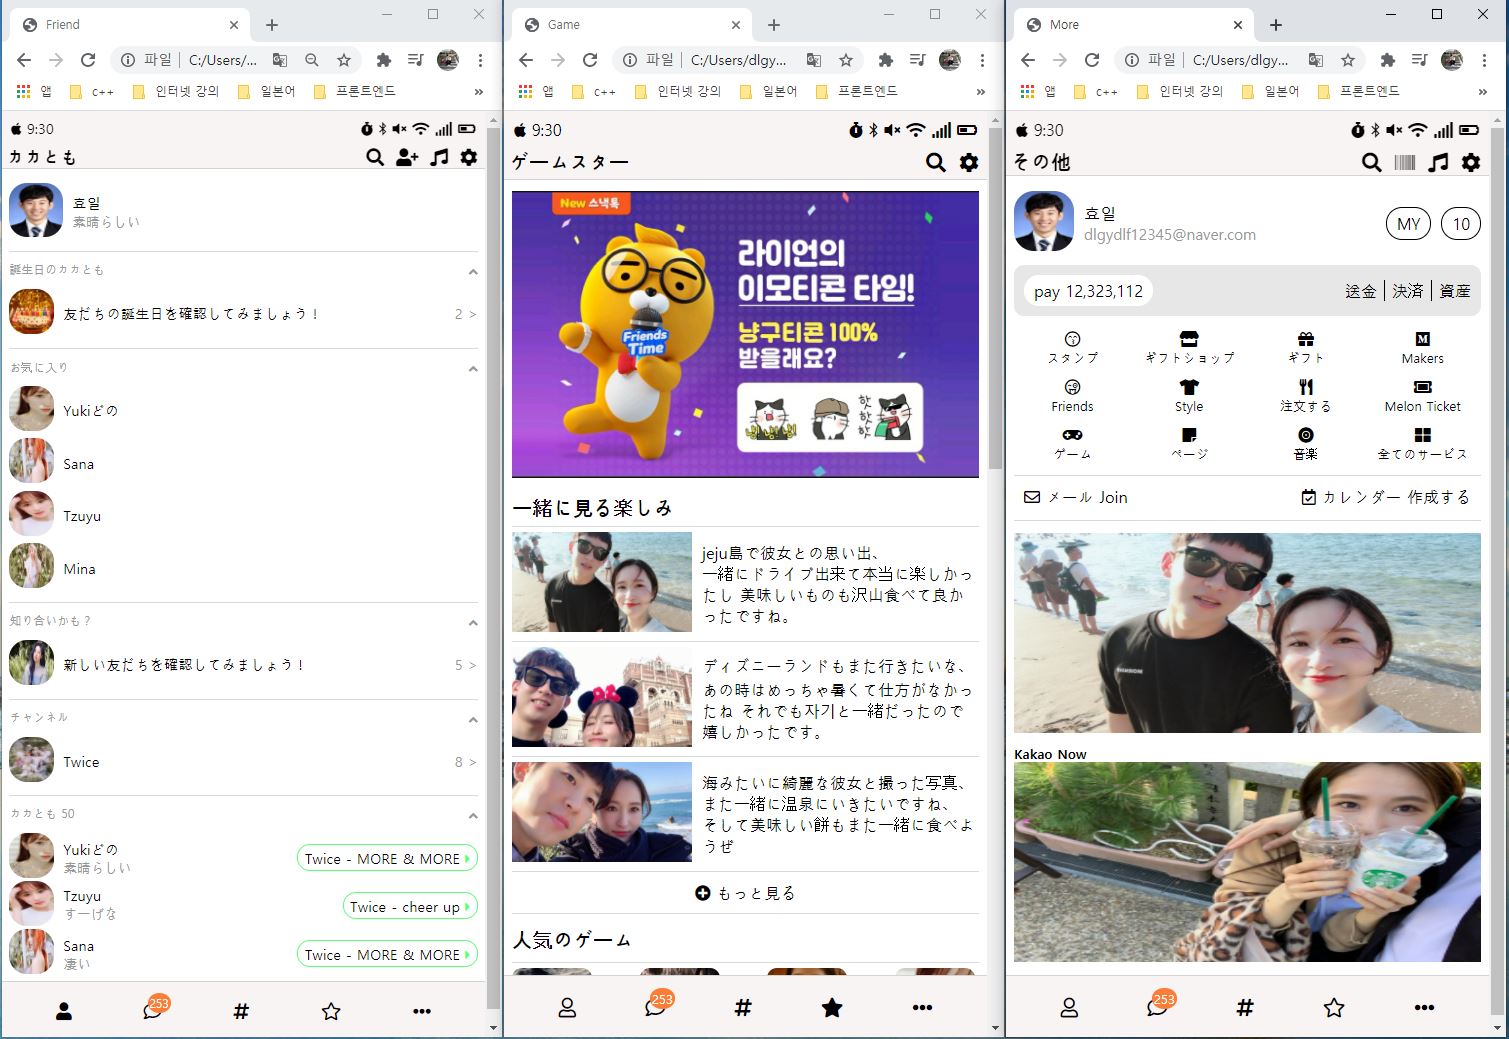 Friend
파일
C:/Users/...
앱
c++
인터넷 강의
일본어
프론트엔드
»
9:30
カカとも
효일
素晴らしい
誕生日のカカとも
友だちの誕生日を確認してみましょう！
2 >
お気に入り
Yukiどの
Sana
Tzuyu
Mina
知り合いかも？
新しい友だちを確認してみましょう！
5 >
チャンネル
Twice
8 >
カカとも 50
Yukiどの
素晴らしい
Twice - MORE & MORE
Tzuyu
すーげな
Twice - cheer up
Sana
凄い
Twice - MORE & MORE
253
#
Game
파일
C:/Users/dlgy...
앱
c++
인터넷 강의
일본어
프론트엔드
»
9:30
ゲームスター
New 스낵톡
라이언의
이모티콘 타임!
냥구티콘 100%
받을래요?
Friends
Time
냥!냥!냥!
핫
핫
핫
一緒に見る楽しみ
jeju島で彼女との思い出、
一緒にドライブ出来て本当に楽しかっ
たし 美味しいものも沢山食べて良か
ったですね。
ディズニーランドもまた行きたいな、
あの時はめっちゃ暑くて仕方がなかっ
たね それでも자기と一緒だったので
嬉しかったです。
海みたいに綺麗な彼女と撮った写真、
また一緒に温泉にいきたいですね、
そして美味しい餅もまた一緒に食べよ
うぜ
もっと見る
人気のゲーム
253
#
More
파일
C:/Users/dlgy...
앱
c++
인터넷 강의
일본어
프론트엔드
»
9:30
その他
효일
dlgydlf12345@naver.com
MY
10
pay 12,323,112
送金
決済
資産
スタンプ
ギフトショップ
ギフト
Makers
Friends
Style
注文する
Melon Ticket
ゲーム
ページ
音楽
全てのサービス
メール Join
カレンダー 作成する
Kakao Now
253
#